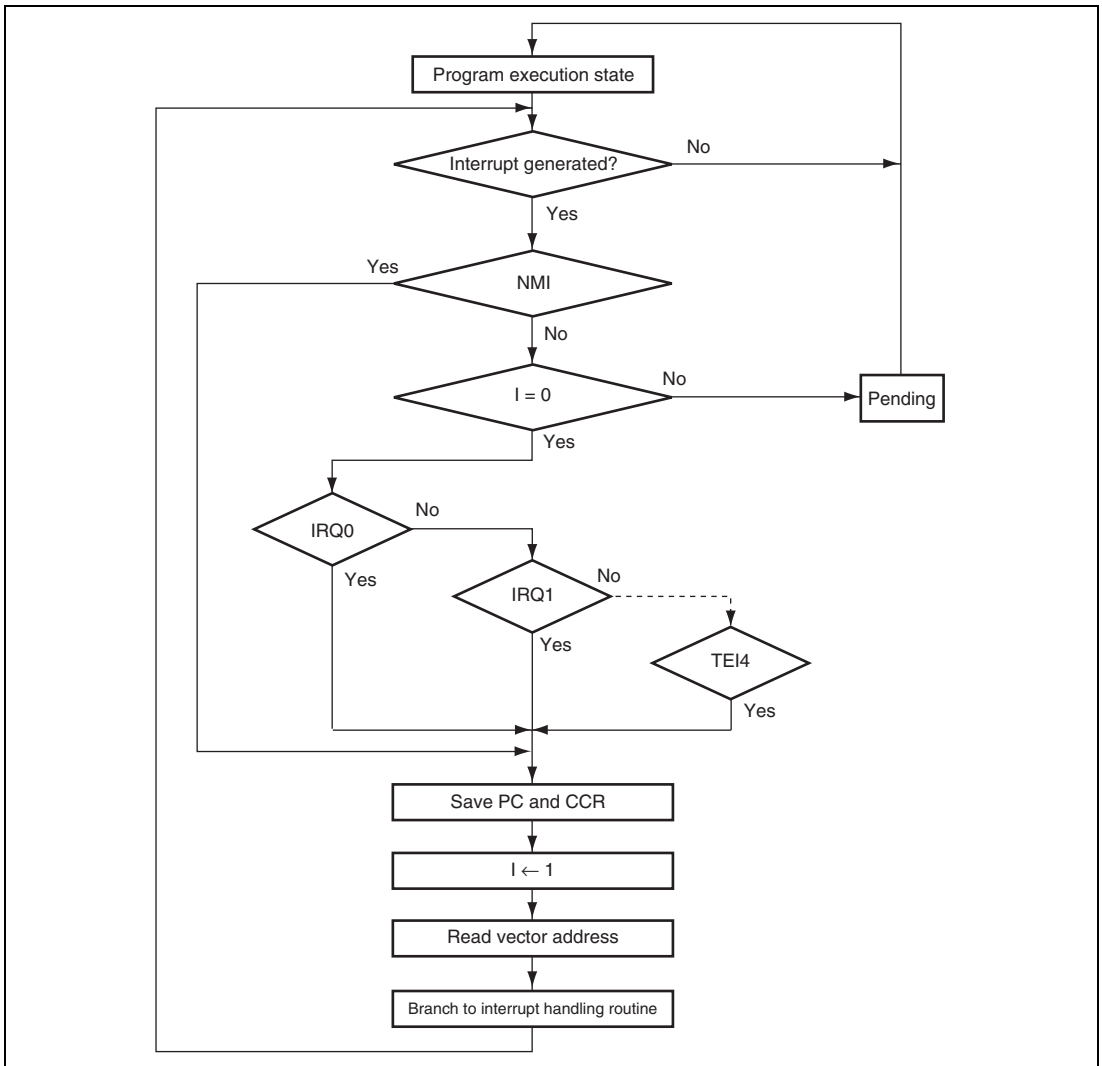 Program execution state
Interrupt generated?
No
Yes
Yes
NMI
No
I = 0
No
Pending
Yes
IRQ0
No
Yes
IRQ1
No
Yes
TEI4
Yes
Save PC and CCR
I ← 1
Read vector address
Branch to interrupt handling routine